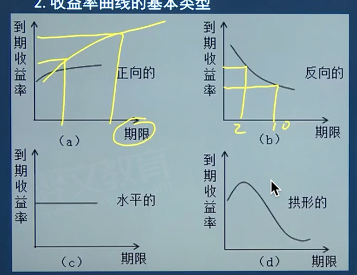 2. 收益率曲线的基本类型
到期收益率
正向的
期限
(a)
到期收益率
反向的
2
10
期限
(b)
到期收益率
水平的
期限
(c)
到期收益率
拱形的
期限
(d)